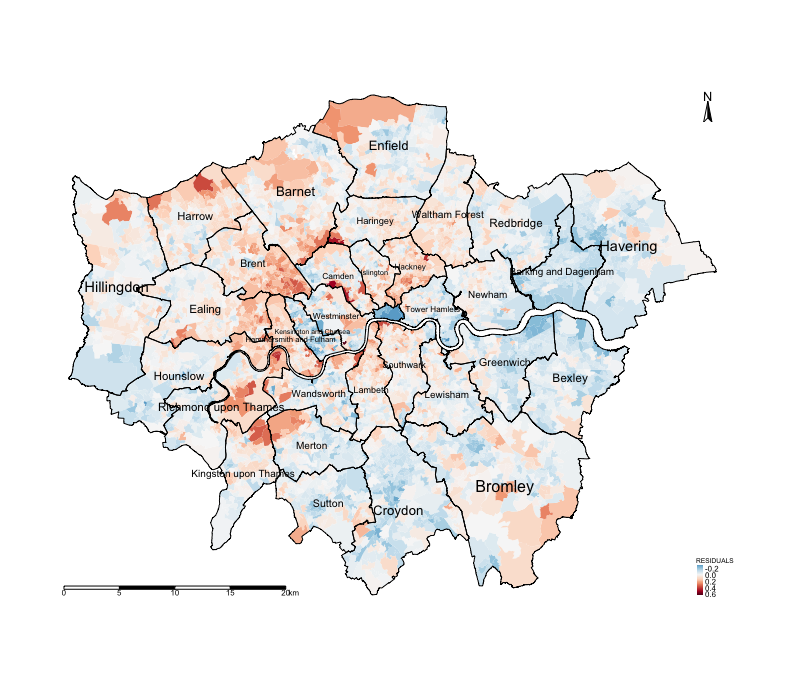 N
Enfield
Barnet
Harrow
Haringey
Waltham Forest
Redbridge
Havering
Brent
Camden
Islington
Hackney
Barking and Dagenham
Hillingdon
Newham
Ealing
Westminster
Tower Hamlets
Kensington and Chelsea
Hammersmith and Fulham
Hounslow
Southwark
Greenwich
Bexley
Richmond upon Thames
Wandsworth
Lambeth
Lewisham
Merton
Kingston upon Thames
Bromley
Sutton
Croydon
RESIDUALS
-0.2
0.0
0.2
0.4
0.6
0 5 10 15 20km